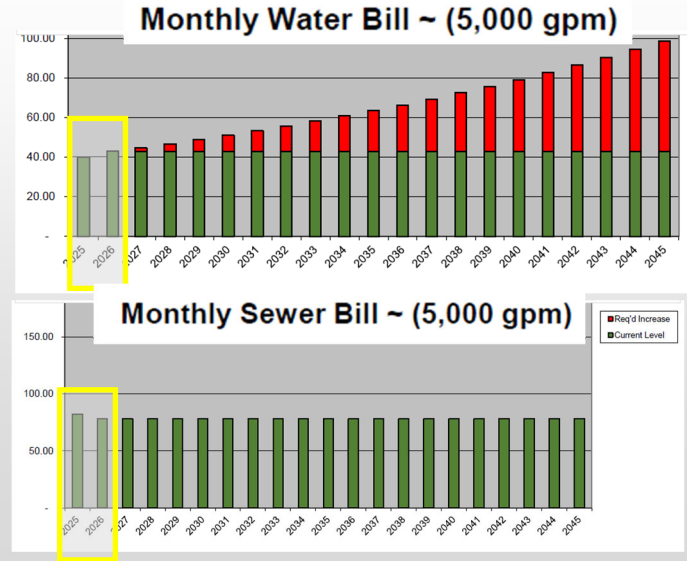 Monthly Water Bill ~ (5,000 gpm)
100.00
80.00
60.00
40.00
20.00
-
2025 2026 2027 2028 2029 2030 2031 2032 2033 2034 2035 2036 2037 2038 2039 2040 2041 2042 2043 2044 2045
Monthly Sewer Bill ~ (5,000 gpm)
Req'd Increase
Current Level
150.00
100.00
50.00
-
2025 2026 2027 2028 2029 2030 2031 2032 2033 2034 2035 2036 2037 2038 2039 2040 2041 2042 2043 2044 2045